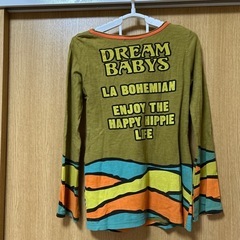 DREAM
BABYS
LA BOHEMIAN
ENJOY THE
HAPPY HIPPIE
LIFE